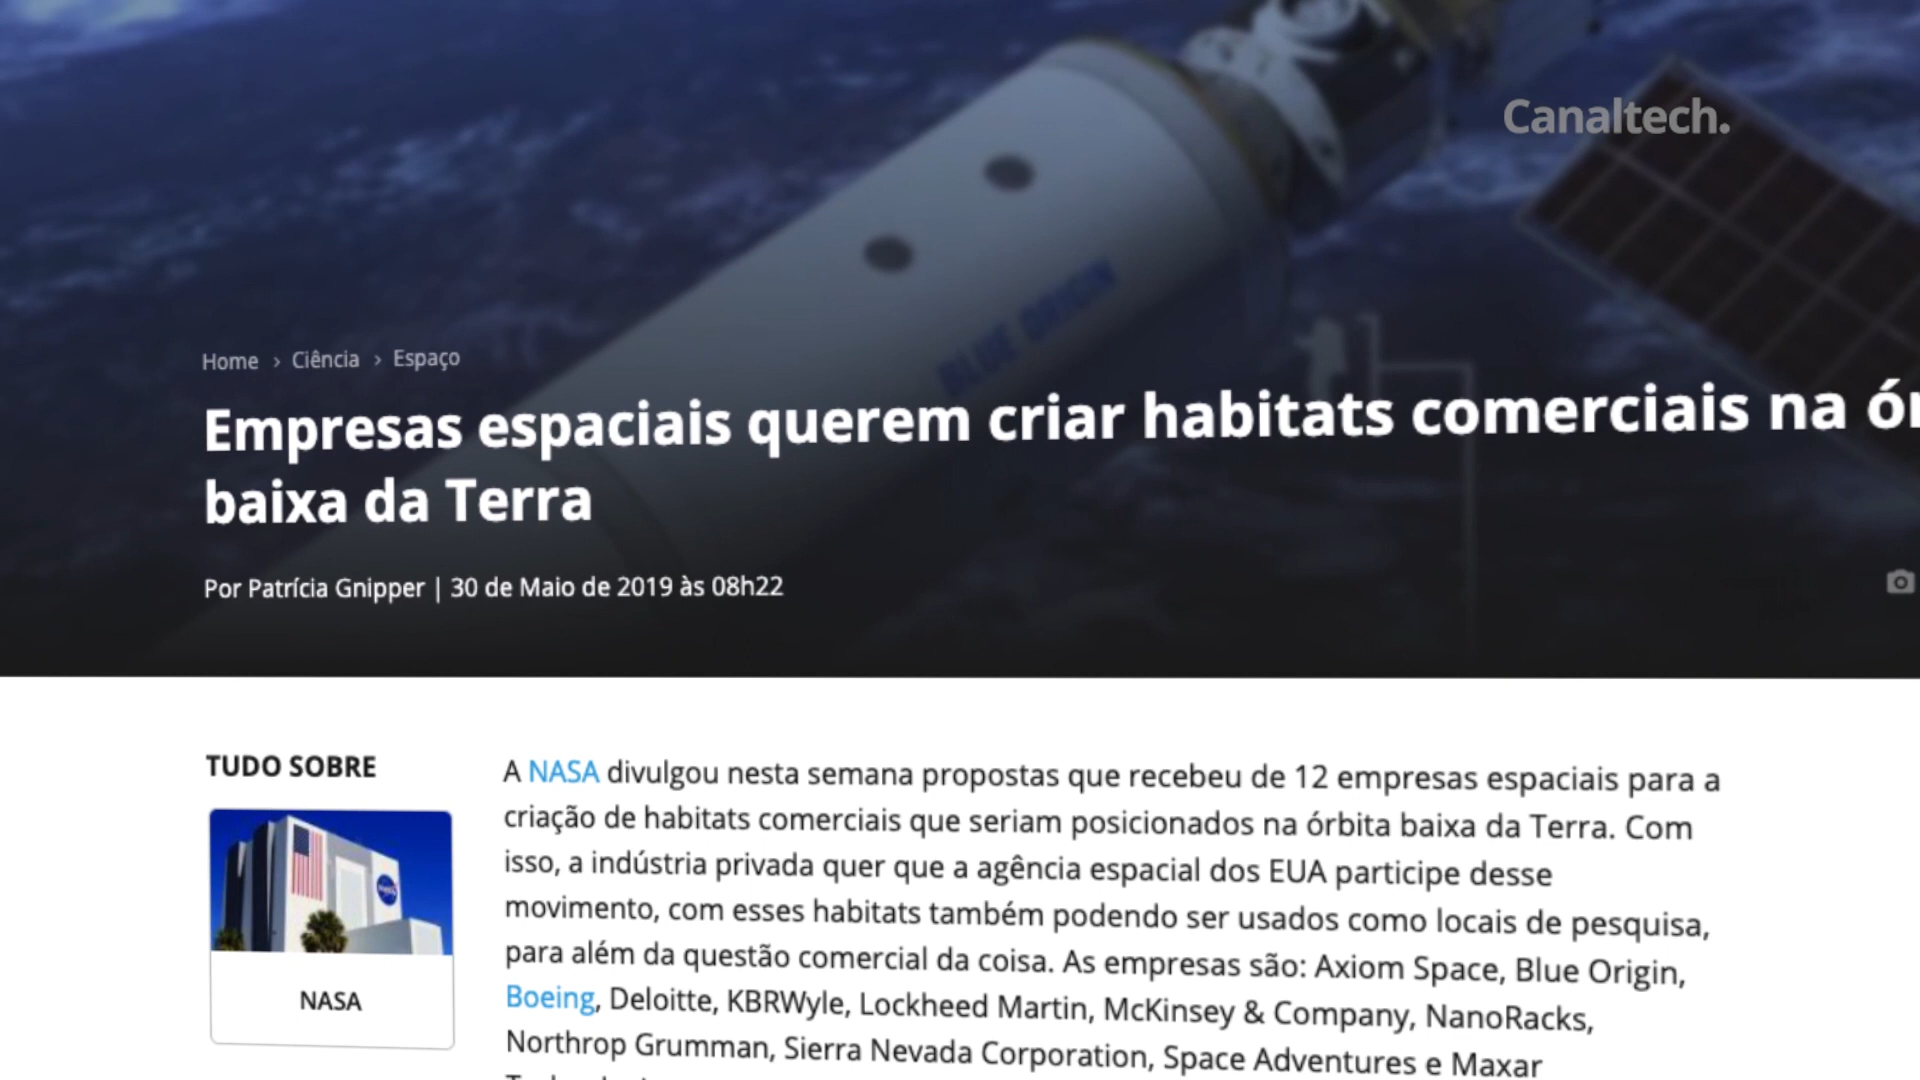 Canaltech.
BLUE ORIGIN
Home › Ciência › Espaço
Empresas espaciais querem criar habitats comerciais na
baixa da Terra
Por Patrícia Gnipper | 30 de Maio de 2019 às 08h22
TUDO SOBRE
NASA
A NASA divulgou nesta semana propostas que recebeu de 12 empresas espaciais para a
criação de habitats comerciais que seriam posicionados na órbita baixa da Terra. Com
isso, a indústria privada quer que a agência espacial dos EUA participe desse
movimento, com esses habitats também podendo ser usados como locais de pesquisa,
para além da questão comercial da coisa. As empresas são: Axiom Space, Blue Origin,
Boeing, Deloitte, KBRWyle, Lockheed Martin, McKinsey & Company, NanoRacks,
Northrop Grumman, Sierra Nevada Corporation, Space Adventures e Maxar